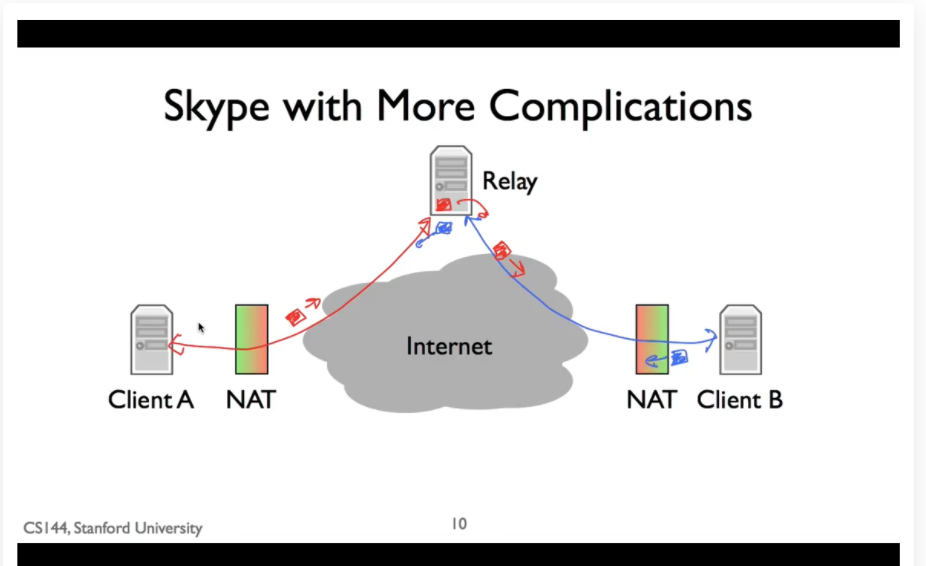 Skype with More Complications
Relay
Internet
Client A
NAT
NAT
Client B
CS144, Stanford University
10